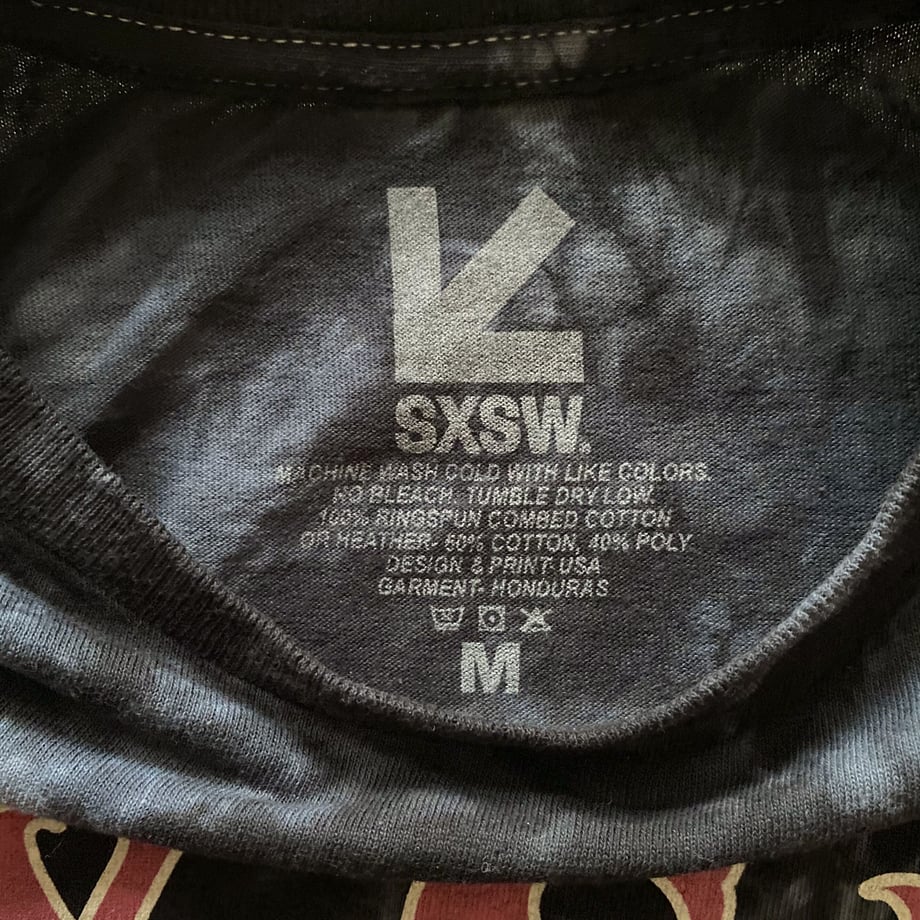 SXSW.
MACHINE WASH COLD WITH LIKE COLORS.
NO BLEACH. TUMBLE DRY LOW.
100% RINGSPUN COMBED COTTON
OR HEATHER- 60% COTTON, 40% POLY
DESIGN & PRINT- USA
GARMENT- HONDURAS
M